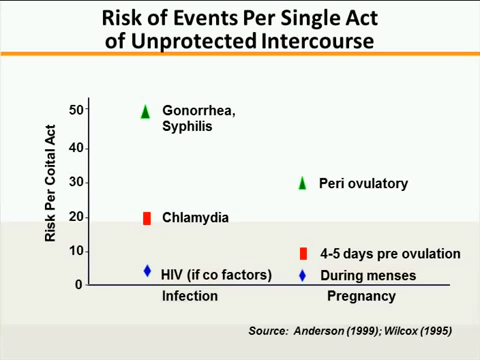 Risk of Events Per Single Act
of Unprotected Intercourse
Risk Per Coital Act
50
40
30
20
10
0
Gonorrhea,
Syphilis
Chlamydia
HIV (if co factors)
Infection
Peri ovulatory
4-5 days pre ovulation
During menses
Pregnancy
Source: Anderson (1999); Wilcox (1995)